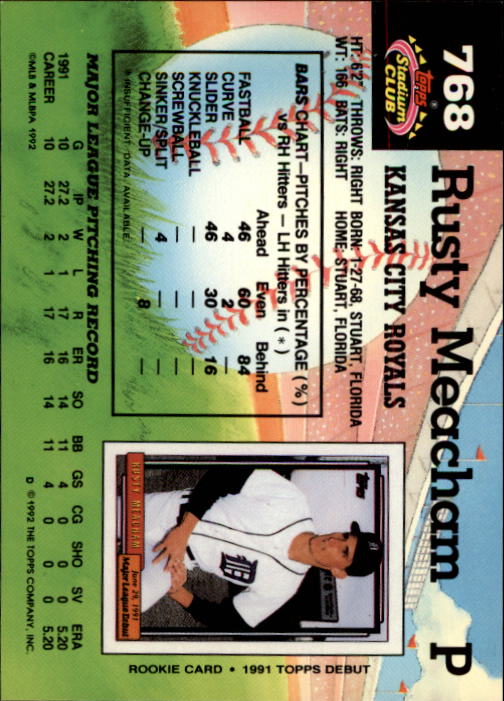 768
Topps
Stadium
CLUB
Rusty Meacham P
KANSAS CITY ROYALS
HT: 6'2" THROWS: RIGHT BORN: 1-27-68, STUART, FLORIDA
WT: 166 BATS: RIGHT HOME: STUART, FLORIDA
BARS CHART—PITCHES BY PERCENTAGE (%)
vs RH Hitters — LH Hitters in (*)
Ahead Even Behind
FASTBALL 46 60 84
CURVE 4 2 —
SLIDER 46 30 16
KNUCKLEBALL — — —
SCREWBALL — — —
SINKER/SPLIT 4 — —
CHANGE-UP — 8 —
*INSUFFICIENT DATA AVAILABLE
MAJOR LEAGUE PITCHING RECORD
G IP W L R ER SO BB GS CG SHO SV ERA
1991 10 27.2 2 1 17 16 14 11 4 0 0 0 5.20
CAREER 10 27.2 2 1 17 16 14 11 4 0 0 0 5.20
©MLB & MLBPA 1992
D ©1992 THE TOPPS COMPANY, INC.
Topps
RUSTY MEACHAM
June 29, 1991
Major League Debut
ROOKIE CARD • 1991 TOPPS DEBUT